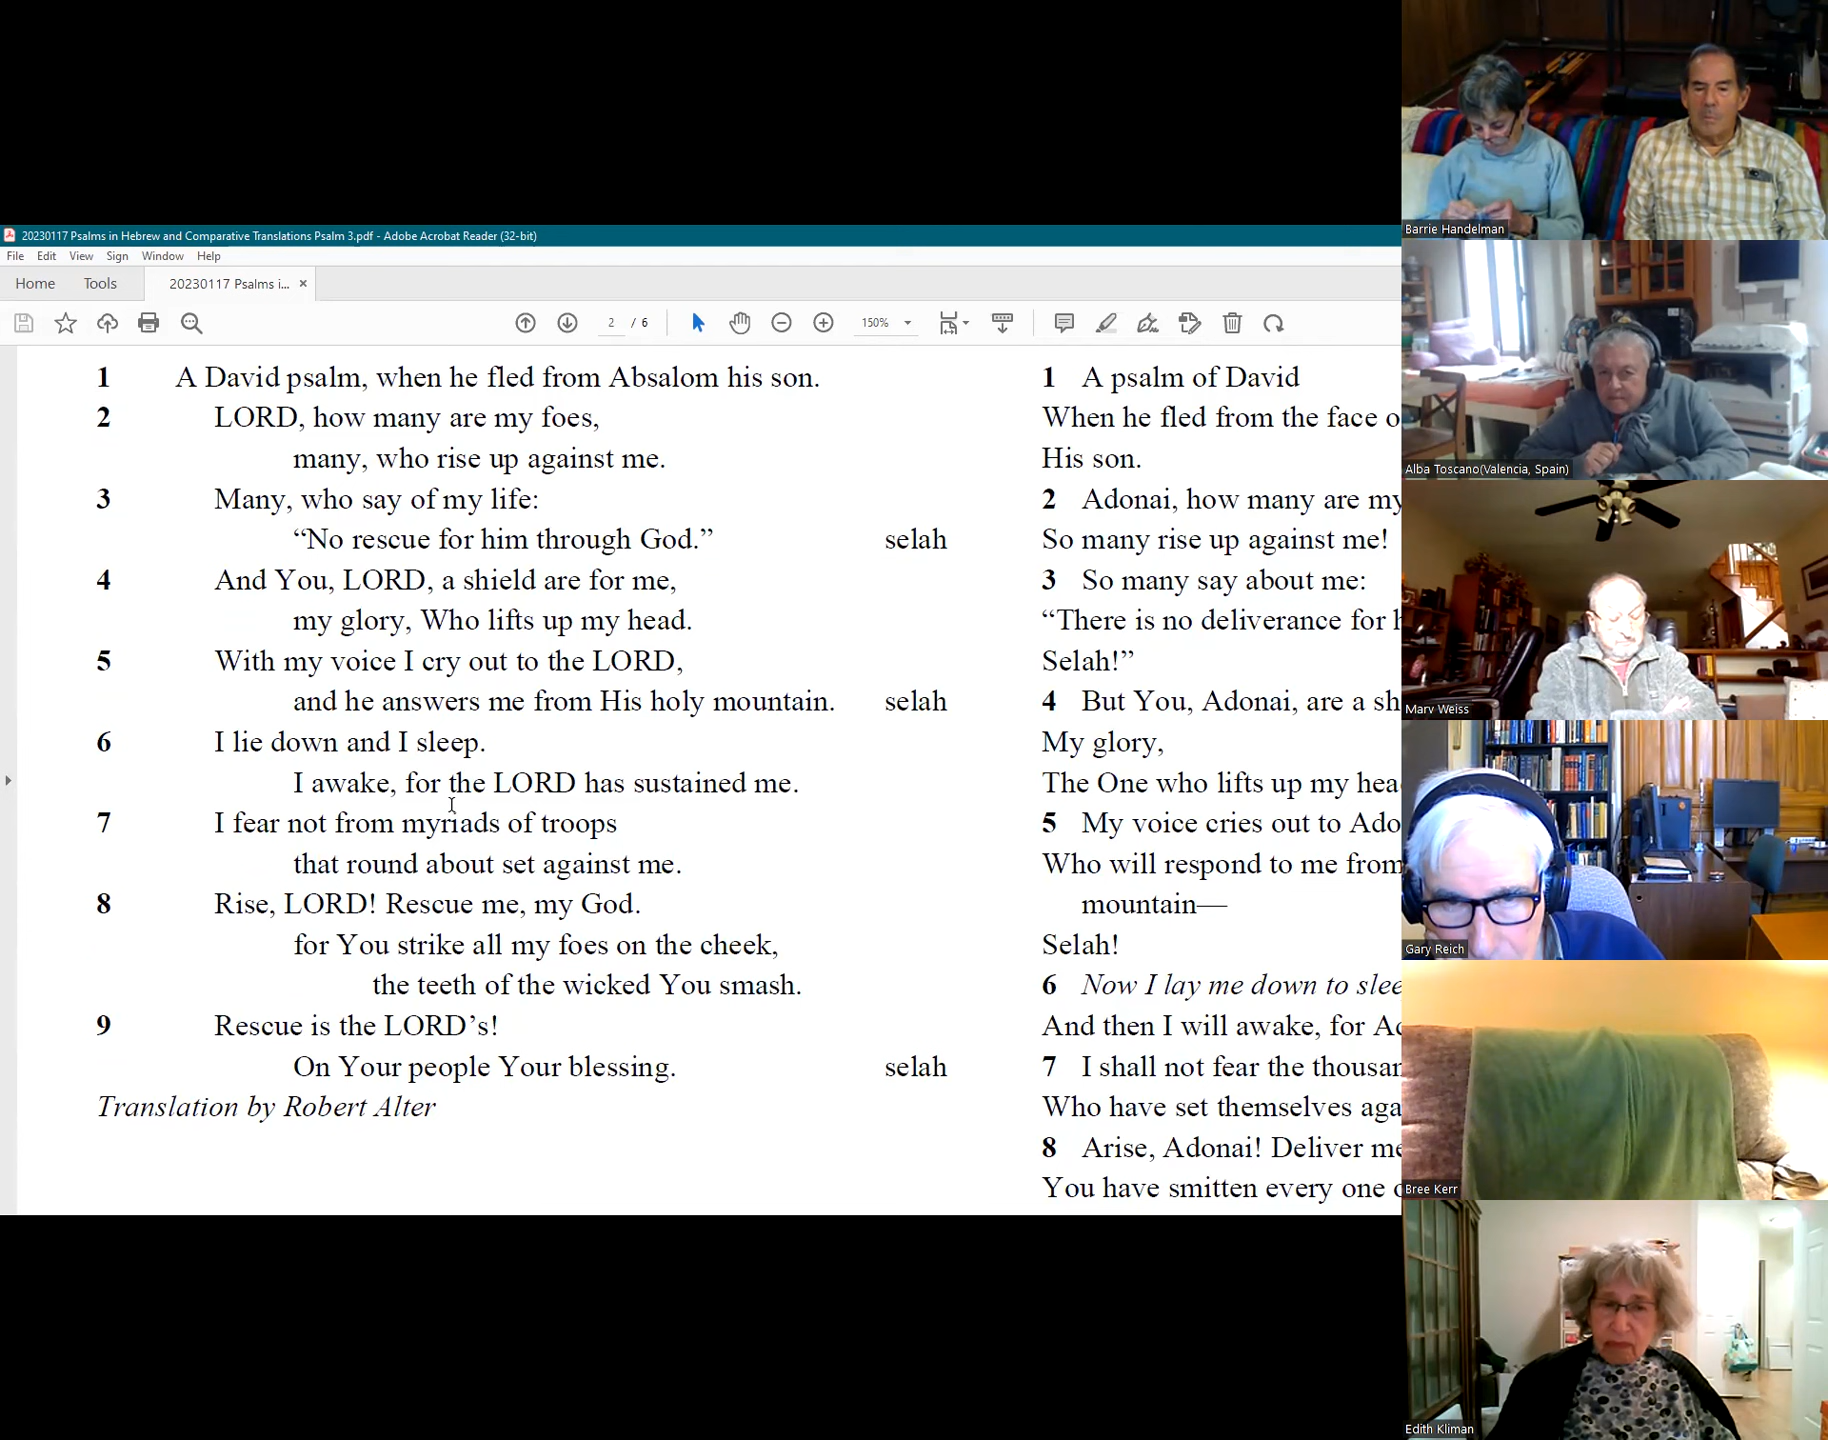 20230117 Psalms in Hebrew and Comparative Translations Psalm 3.pdf - Adobe Acrobat Reader (32-bit)
File Edit View Sign Window Help
Home Tools 20230117 Psalms i... ×
2 / 6 150%
1 A David psalm, when he fled from Absalom his son.
2 LORD, how many are my foes,
many, who rise up against me.
3 Many, who say of my life:
“No rescue for him through God.” selah
4 And You, LORD, a shield are for me,
my glory, Who lifts up my head.
5 With my voice I cry out to the LORD,
and he answers me from His holy mountain. selah
6 I lie down and I sleep.
I awake, for the LORD has sustained me.
7 I fear not from myriads of troops
that round about set against me.
8 Rise, LORD! Rescue me, my God.
for You strike all my foes on the cheek,
the teeth of the wicked You smash.
9 Rescue is the LORD’s!
On Your people Your blessing. selah
Translation by Robert Alter
1 A psalm of David
When he fled from the face
His son.
2 Adonai, how many are my
So many rise up against me!
3 So many say about me:
“There is no deliverance for
Selah!”
4 But You, Adonai, are a
My glory,
The One who lifts up my
5 My voice cries out to
Who will respond to me from
mountain—
Selah!
6 Now I lay me down to
And then I will awake, for
7 I shall not fear the
Who have set themselves
8 Arise, Adonai! Deliver
You have smitten every one
Barrie Handelman
Alba Toscano(Valencia, Spain)
Marv Weiss
Gary Reich
Bree Kerr
Edith Kliman